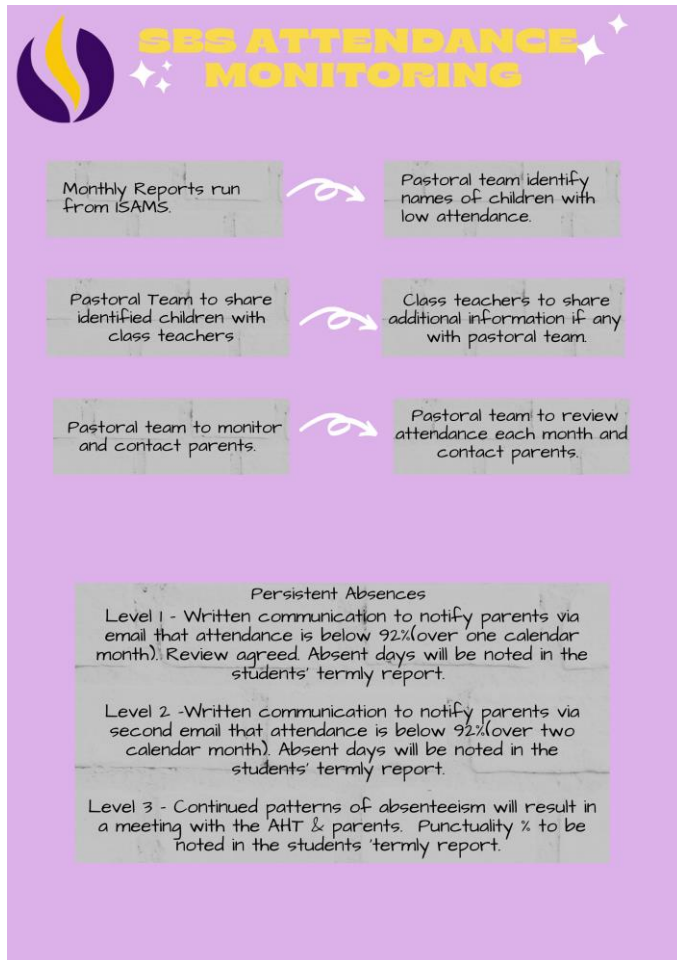 SBS ATTENDANCE
MONITORING
Monthly Reports run
from ISAMS.
Pastoral team identify
names of children with
low attendance.
Pastoral Team to share
identified children with
class teachers
Class teachers to share
additional information if any
with pastoral team.
Pastoral team to monitor
and contact parents.
Pastoral team to review
attendance each month and
contact parents.
Persistent Absences
Level 1 - Written communication to notify parents via
email that attendance is below 92%(over one calendar
month). Review agreed. Absent days will be noted in the
students' termly report.
Level 2 -Written communication to notify parents via
second email that attendance is below 92%(over two
calendar month). Absent days will be noted in the
students' termly report.
Level 3 - Continued patterns of absenteeism will result in
a meeting with the AHT & parents. Punctuality % to be
noted in the students 'termly report.